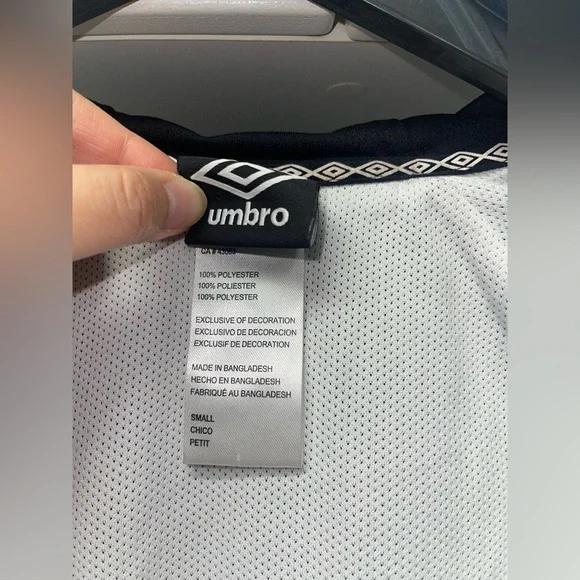 umbro
100% POLYESTER
100% POLIESTER
100% POLYESTER
EXCLUSIVE OF DECORATION
EXCLUSIVO DE DECORACION
EXCLUSIF DE DECORATION
MADE IN BANGLADESH
HECHO EN BANGLADESH
FABRIQUÉ AU BANGLADESH
SMALL
CHICO
PETIT